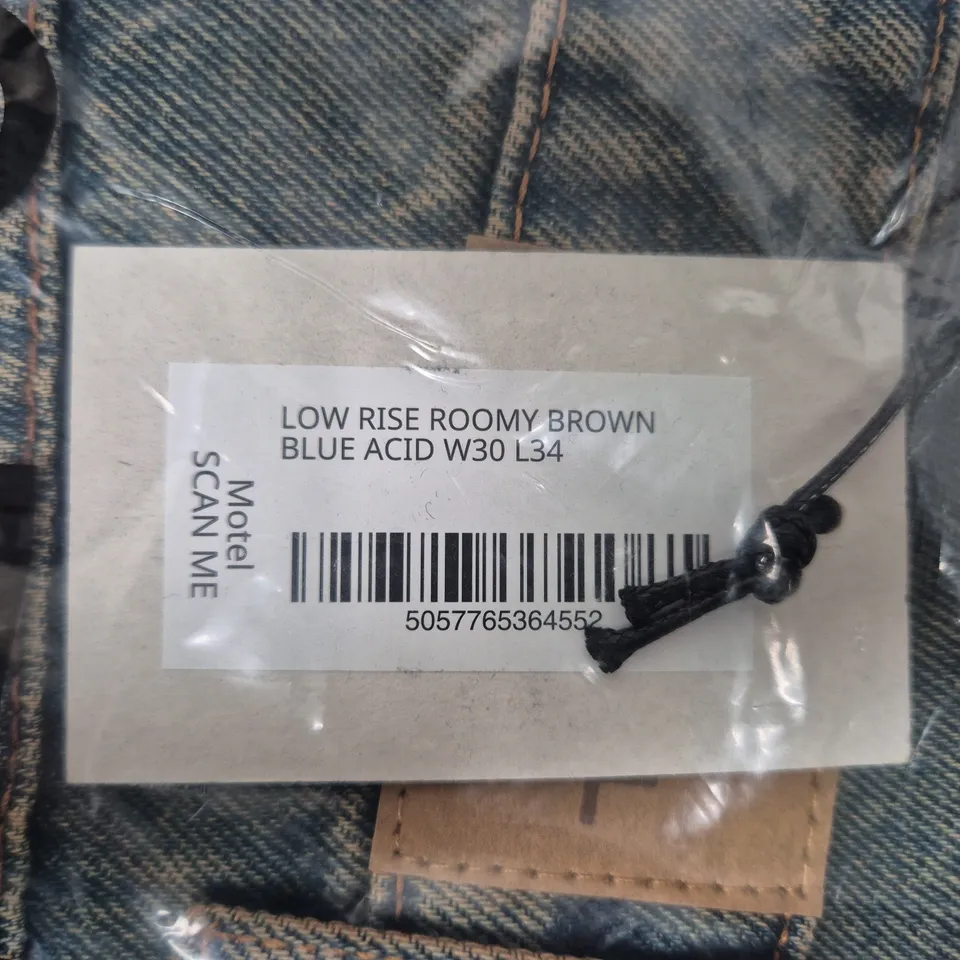 LOW RISE ROOMY BROWN
BLUE ACID W30 L34
Motel
SCAN ME
5057765364552